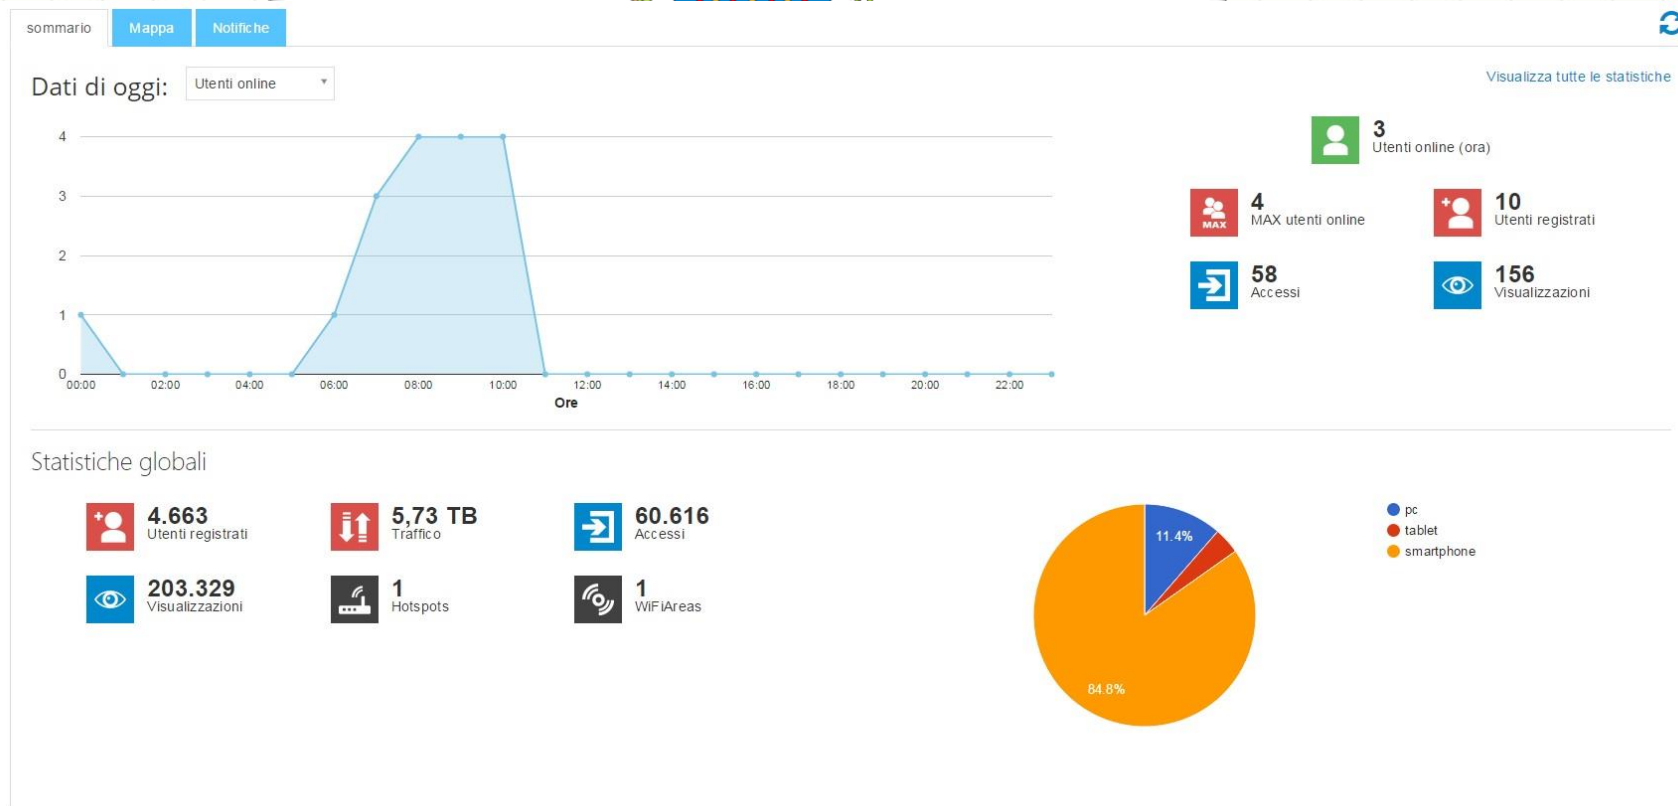 sommario Mappa Notifiche
Dati di oggi: Utenti online
Visualizza tutte le statistiche
4
3
2
1
0
00:00 02:00 04:00 06:00 08:00 10:00 12:00 14:00 16:00 18:00 20:00 22:00
Ore
3
Utenti online (ora)
MAX
4
MAX utenti online
10
Utenti registrati
58
Accessi
156
Visualizzazioni
Statistiche globali
4.663
Utenti registrati
5,73 TB
Traffico
60.616
Accessi
203.329
Visualizzazioni
1
Hotspots
1
WiFiAreas
11.4%
84.8%
pc
tablet
smartphone